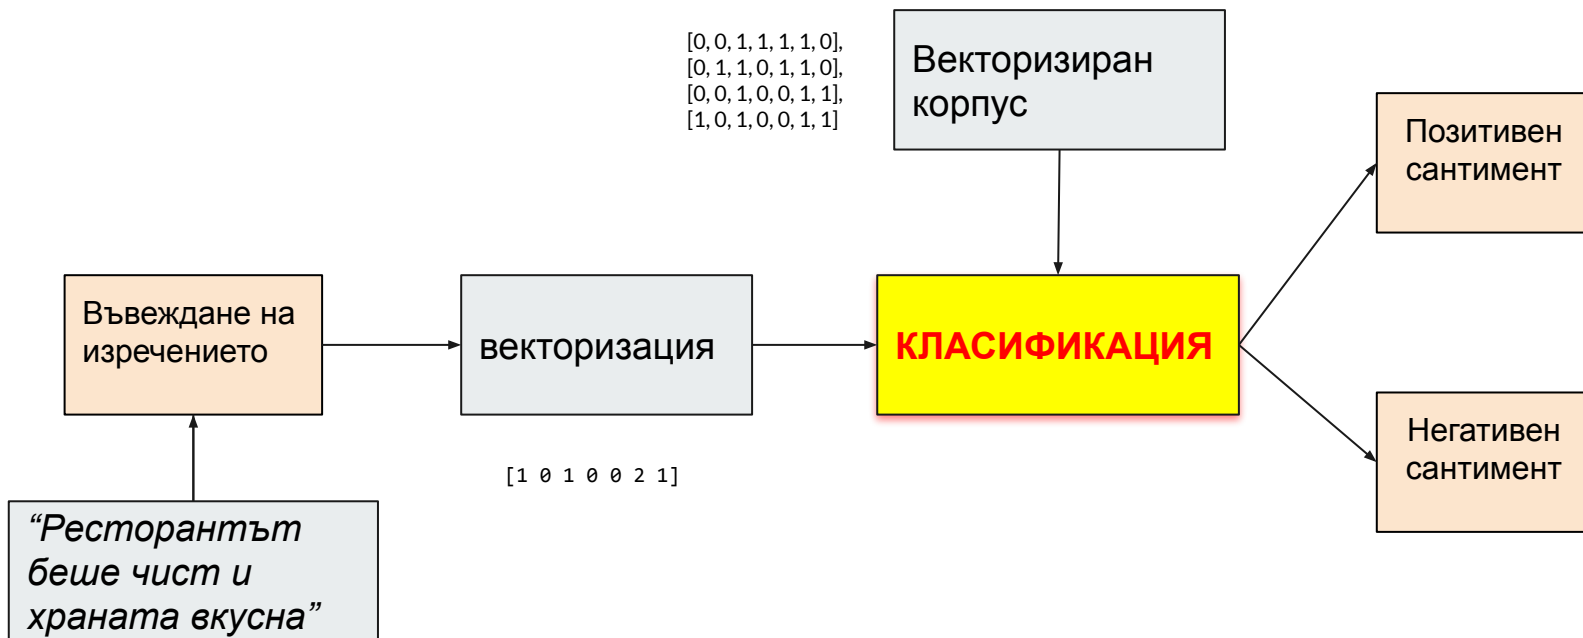 [0, 0, 1, 1, 1, 1, 0],
[0, 1, 1, 0, 1, 1, 0],
[0, 0, 1, 0, 0, 1, 1],
[1, 0, 1, 0, 0, 1, 1]
Векторизиран
корпус
Позитивен
сантимент
Въвеждане на
изречението
векторизация
КЛАСИФИКАЦИЯ
Негативен
сантимент
[1 0 1 0 0 2 1]
“Ресторантът
беше чист и
храната вкусна”